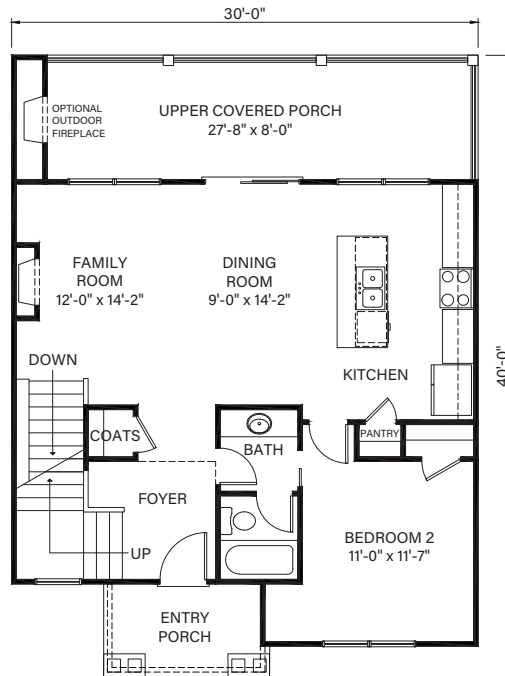 30'-0"
OPTIONAL
OUTDOOR
FIREPLACE
UPPER COVERED PORCH
27'-8" x 8'-0"
FAMILY
ROOM
12'-0" x 14'-2"
DINING
ROOM
9'-0" x 14'-2"
40'-0"
DOWN
KITCHEN
COATS
BATH
PANTRY
FOYER
BEDROOM 2
11'-0" x 11'-7"
UP
ENTRY
PORCH